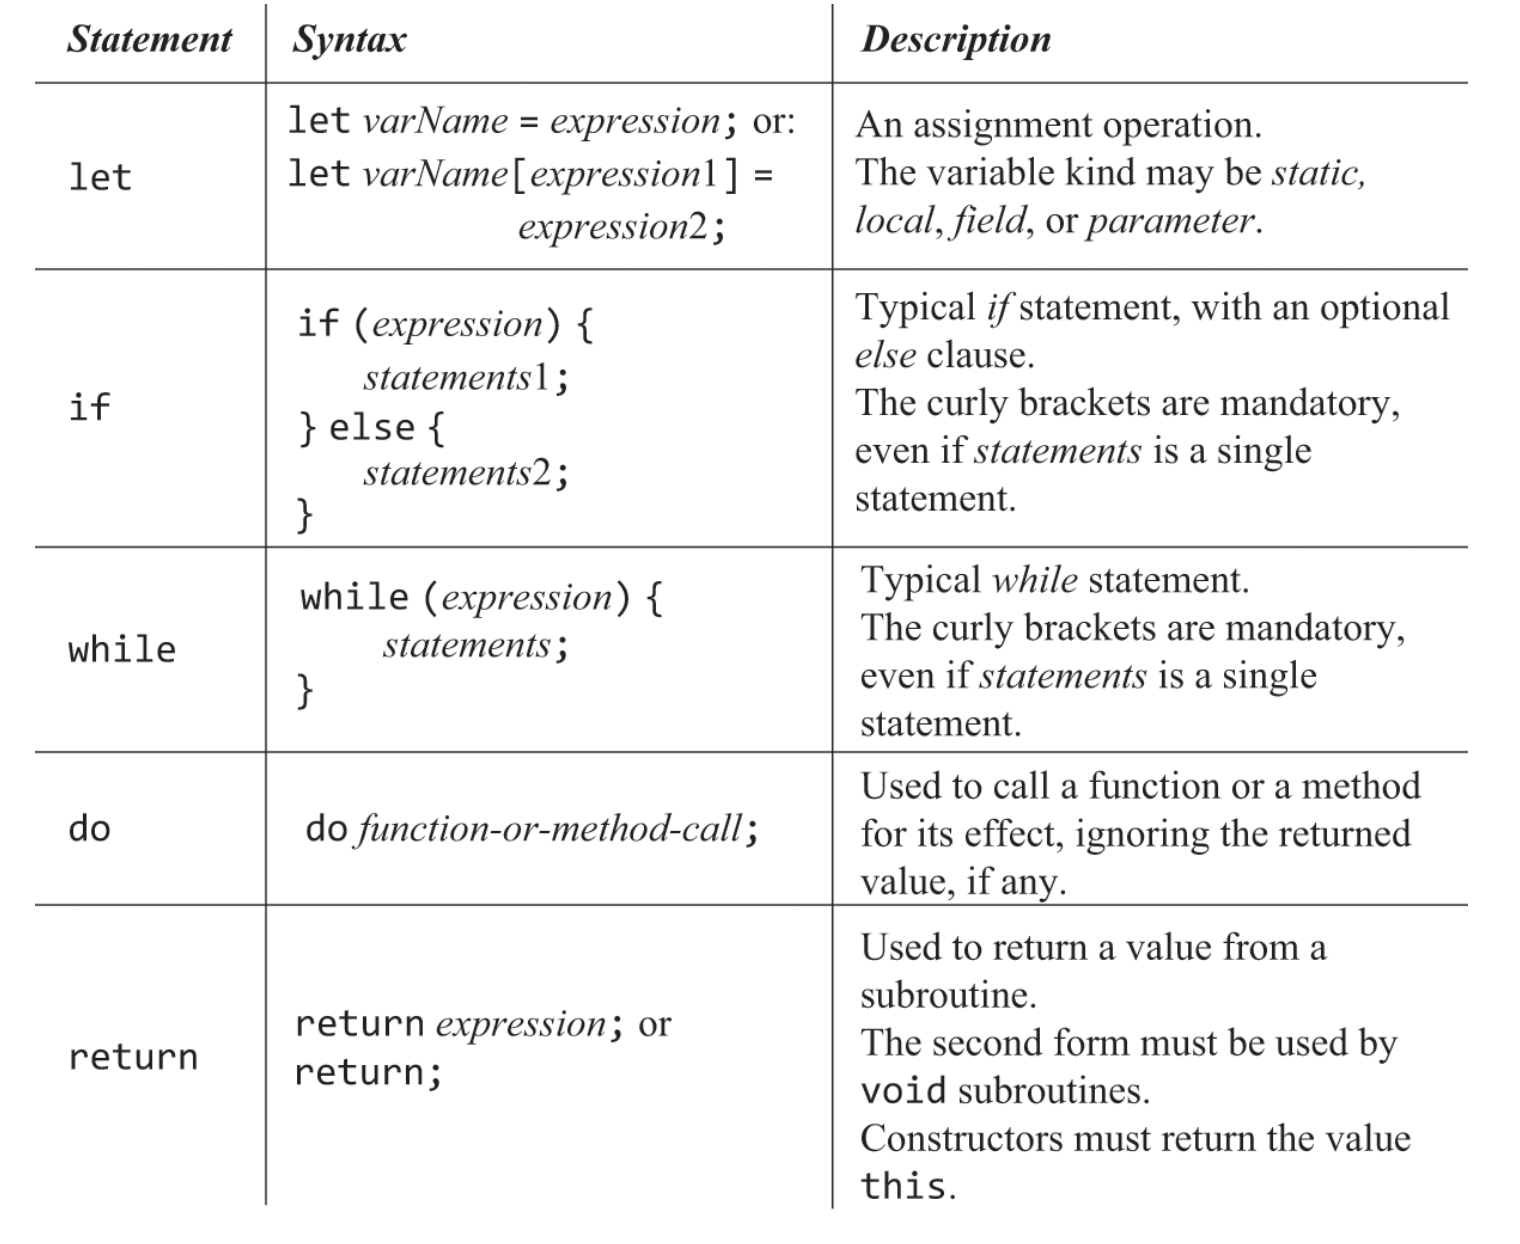 Statement Syntax Description
let
let varName = expression; or:
let varName[expression1] =
expression2;
An assignment operation.
The variable kind may be static,
local, field, or parameter.
if
if (expression) {
statements1;
} else {
statements2;
}
Typical if statement, with an optional
else clause.
The curly brackets are mandatory,
even if statements is a single
statement.
while
while (expression) {
statements;
}
Typical while statement.
The curly brackets are mandatory,
even if statements is a single
statement.
do
do function-or-method-call;
Used to call a function or a method
for its effect, ignoring the returned
value, if any.
return
return expression; or
return;
Used to return a value from a
subroutine.
The second form must be used by
void subroutines.
Constructors must return the value
this.